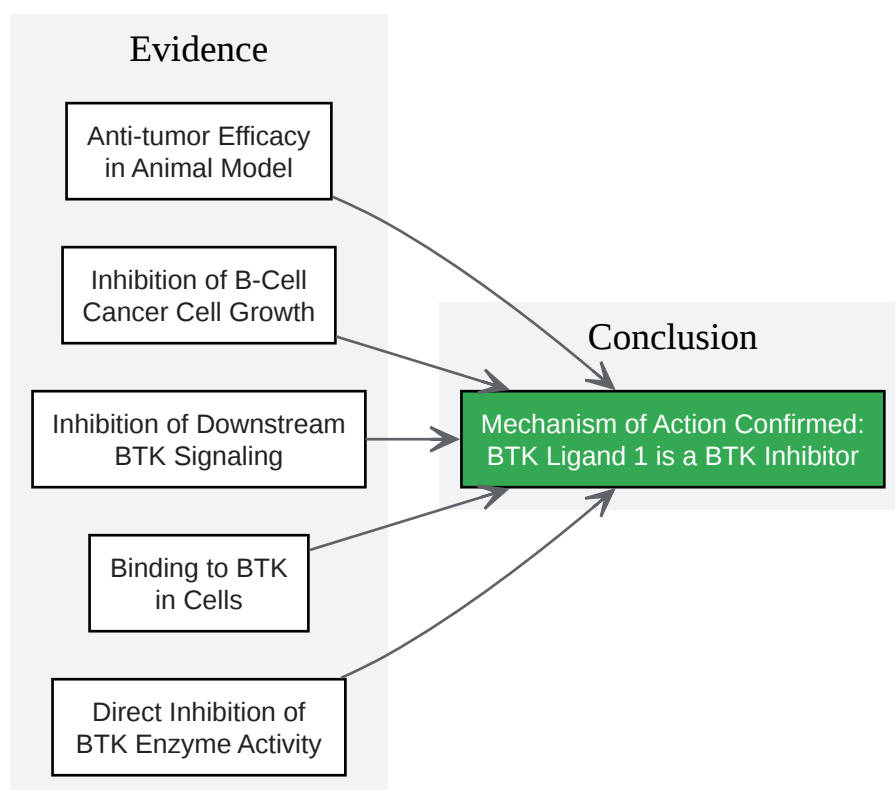 Evidence
Anti-tumor Efficacy
in Animal Model
Inhibition of B-Cell
Cancer Cell Growth
Inhibition of Downstream
BTK Signaling
Binding to BTK
in Cells
Direct Inhibition of
BTK Enzyme Activity
Conclusion
Mechanism of Action Confirmed:
BTK Ligand 1 is a BTK Inhibitor